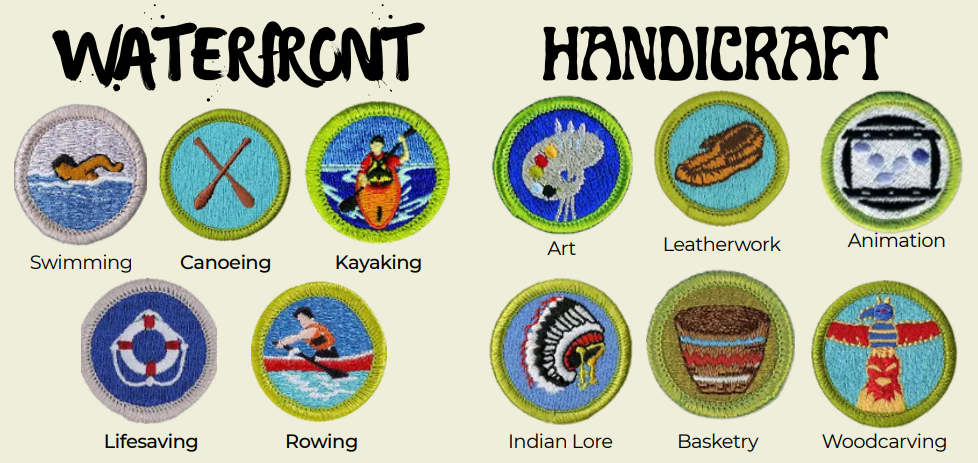 WATERFRONT
Swimming
Canoeing
Kayaking
Lifesaving
Rowing
HANDICRAFT
Art
Leatherwork
Animation
Indian Lore
Basketry
Woodcarving